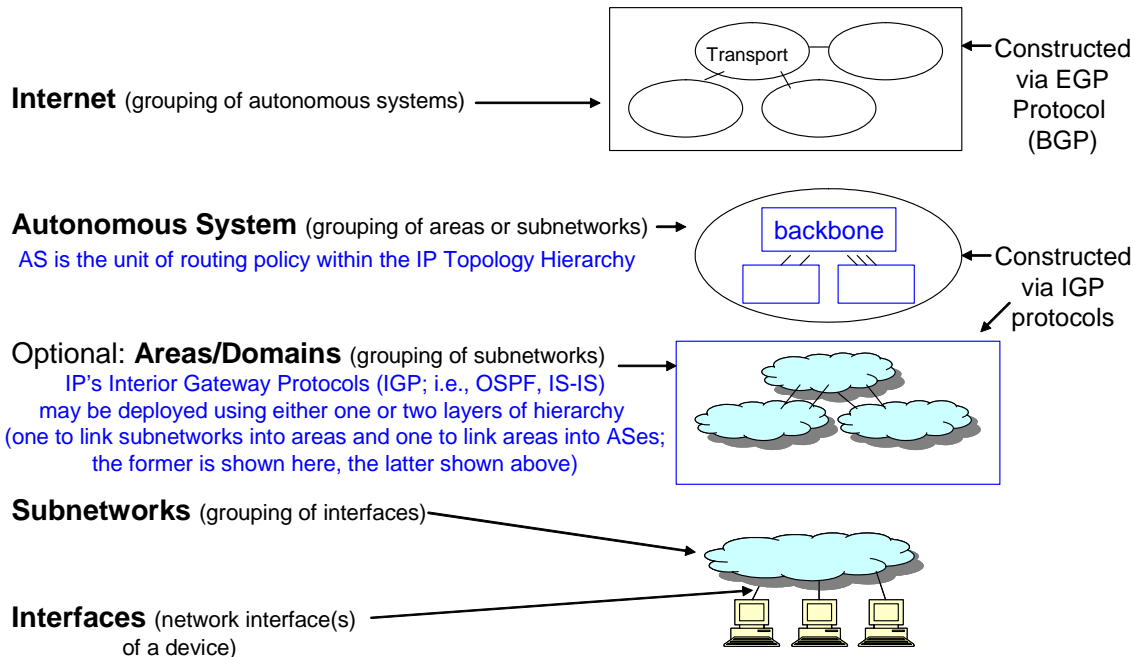 Transport
Constructed
via EGP
Protocol
(BGP)
Internet (grouping of autonomous systems)
Autonomous System (grouping of areas or subnetworks)
AS is the unit of routing policy within the IP Topology Hierarchy
backbone
Constructed
via IGP
protocols
Optional: Areas/Domains (grouping of subnetworks)
IP's Interior Gateway Protocols (IGP; i.e., OSPF, IS-IS)
may be deployed using either one or two layers of hierarchy
(one to link subnetworks into areas and one to link areas into ASes;
the former is shown here, the latter shown above)
Subnetworks (grouping of interfaces)
Interfaces (network interface(s)
of a device)